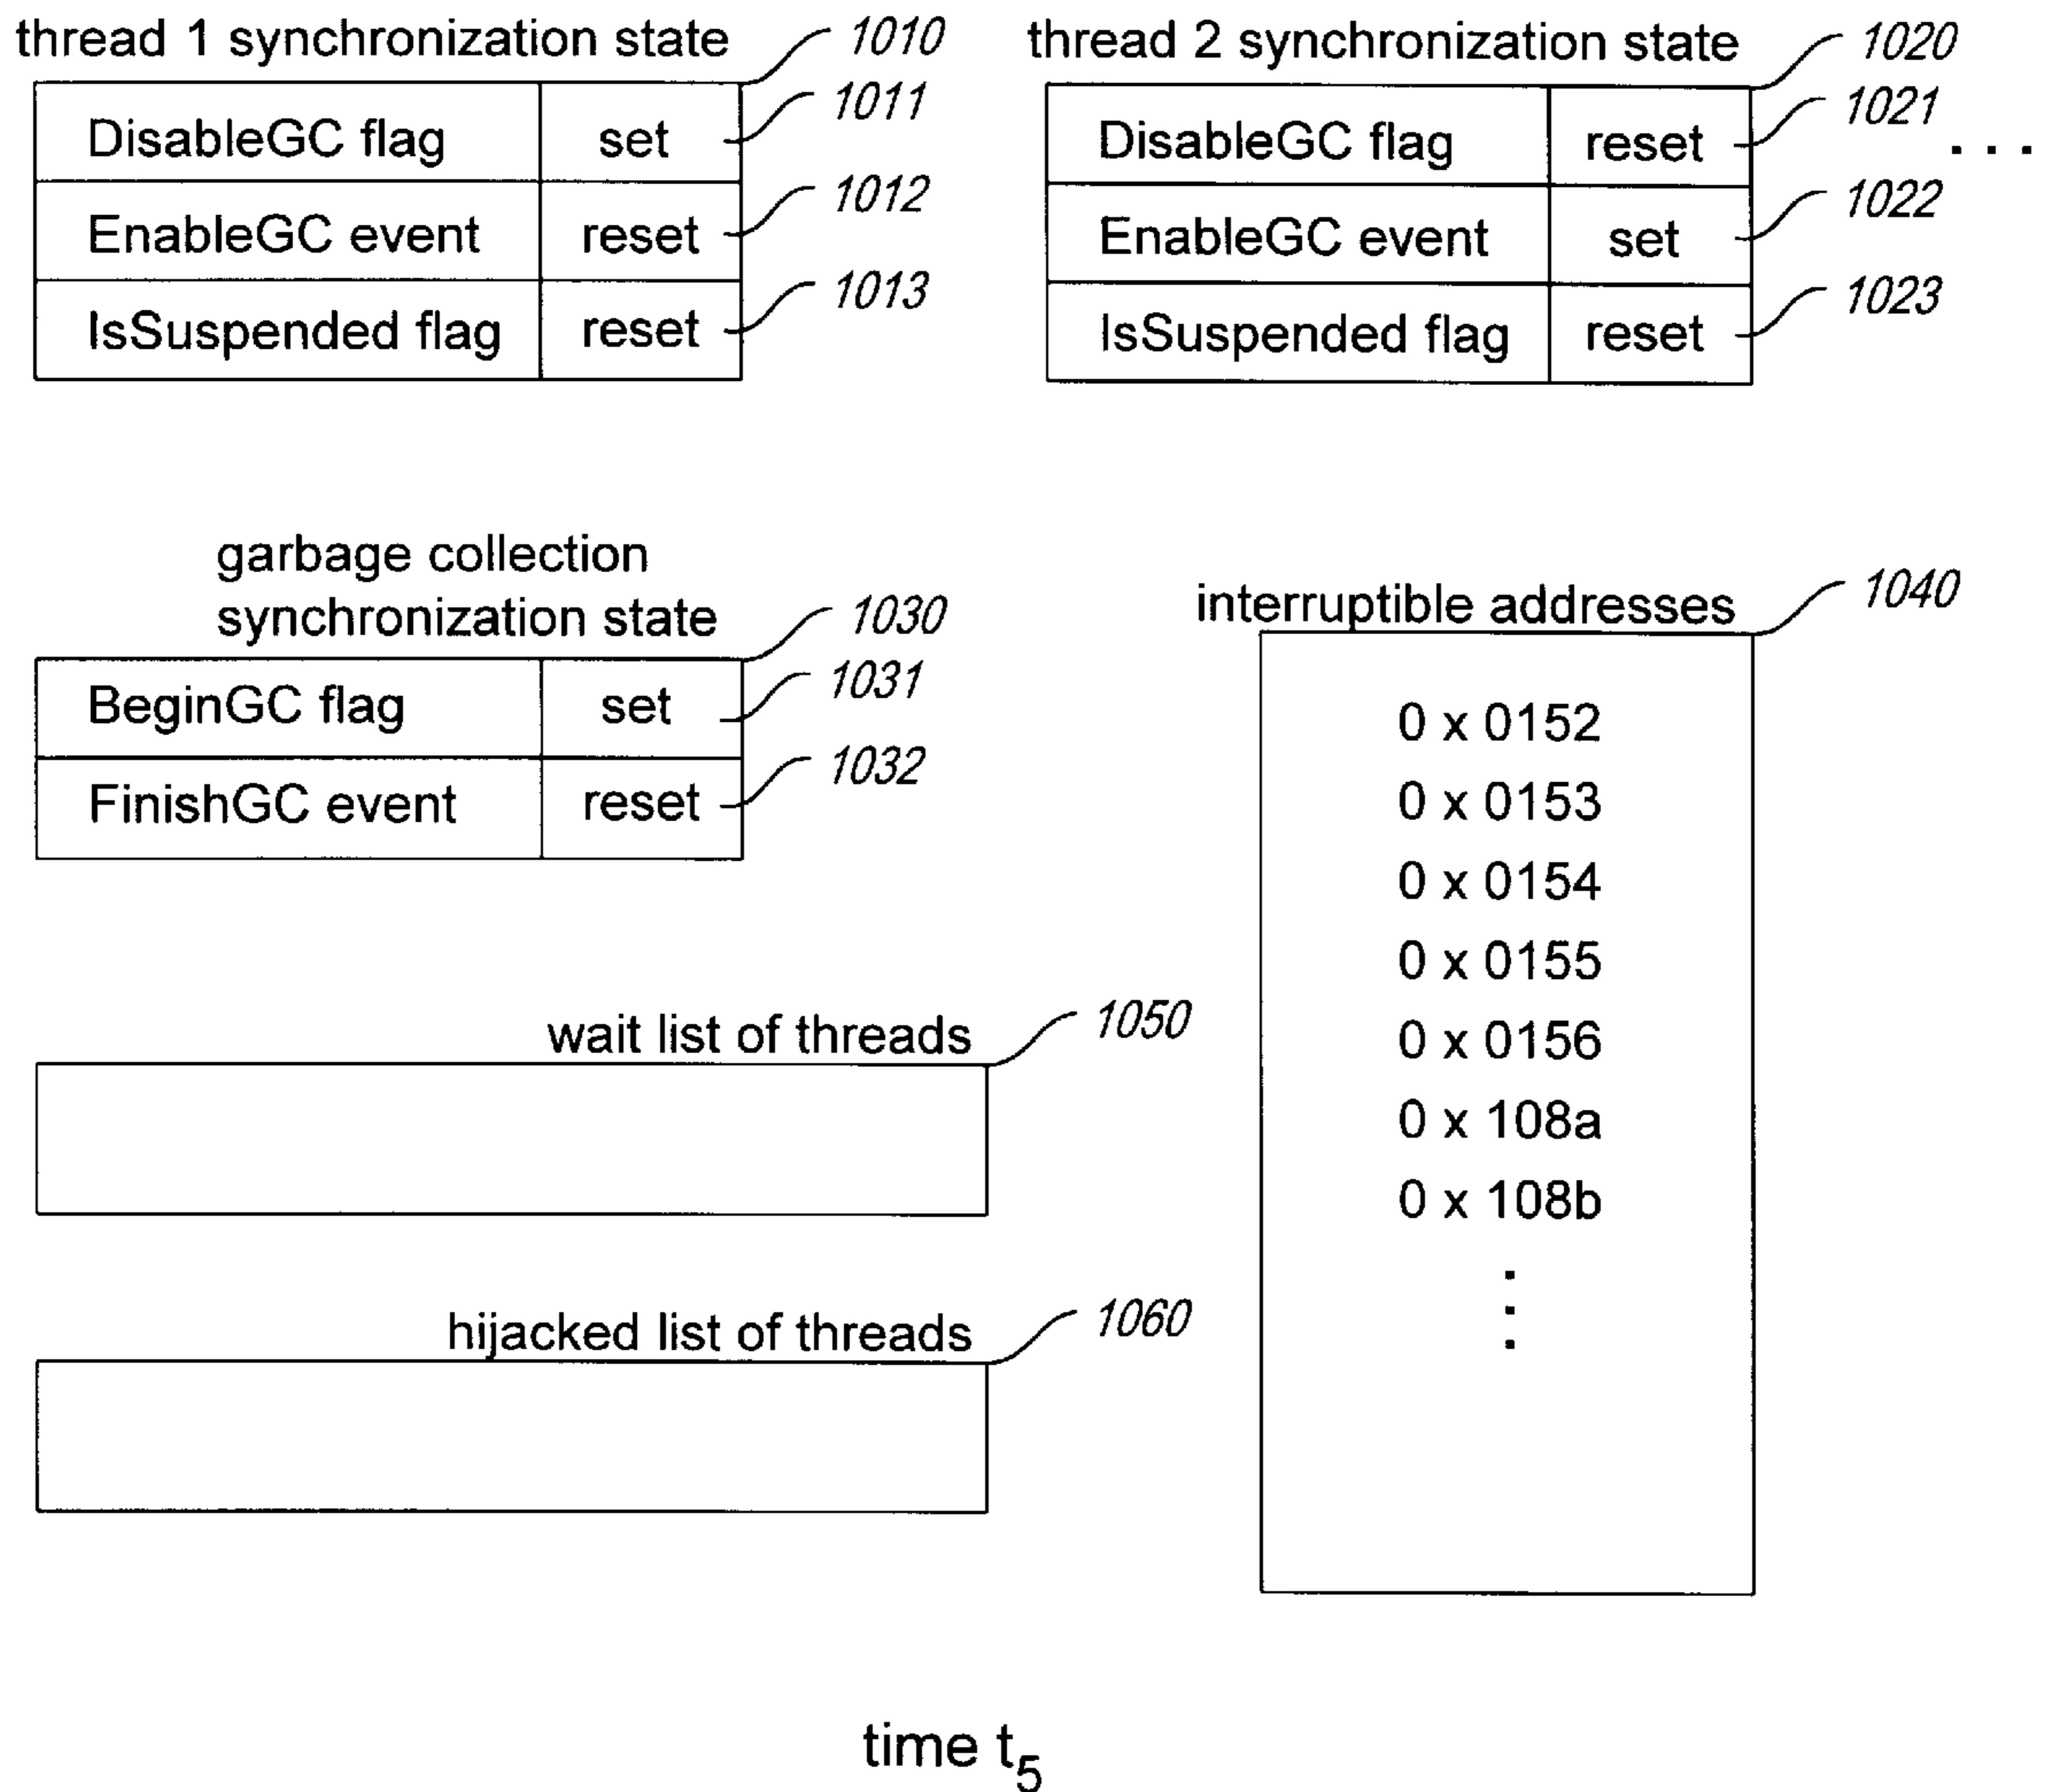 thread 1 synchronization state 1010
DisableGC flag set 1011
EnableGC event reset 1012
IsSuspended flag reset 1013
thread 2 synchronization state 1020
DisableGC flag reset 1021
EnableGC event set 1022
IsSuspended flag reset 1023
. . .
garbage collection
synchronization state 1030
BeginGC flag set 1031
FinishGC event reset 1032
interruptible addresses 1040
0 x 0152
0 x 0153
0 x 0154
0 x 0155
0 x 0156
0 x 108a
0 x 108b
.
.
.
wait list of threads 1050
hijacked list of threads 1060
time t5